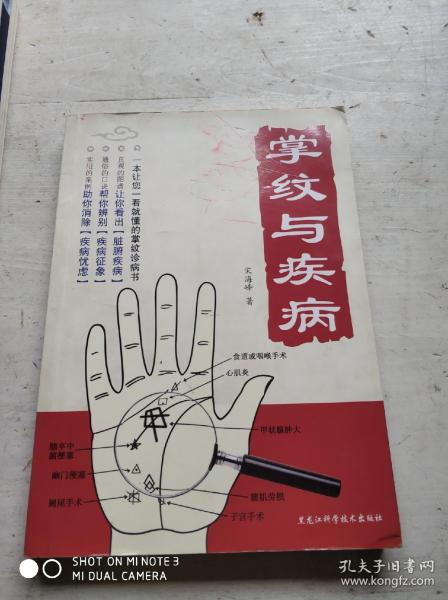 掌纹与疾病
宋海峰 著
一本让您一看就懂的掌纹诊病书
直观的图谱让你看出【脏腑疾病】
通俗的口诀帮你辨别【疾病征象】
实用的案例助你消除【疾病忧虑】
食道或咽喉手术
心肌炎
甲状腺肿大
脑卒中
脑梗塞
幽门梗塞
阑尾手术
腰肌劳损
子宫手术
黑龙江科学技术出版社
SHOT ON MI NOTE 3
MI DUAL CAMERA
孔夫子旧书网
www.kongfz.com